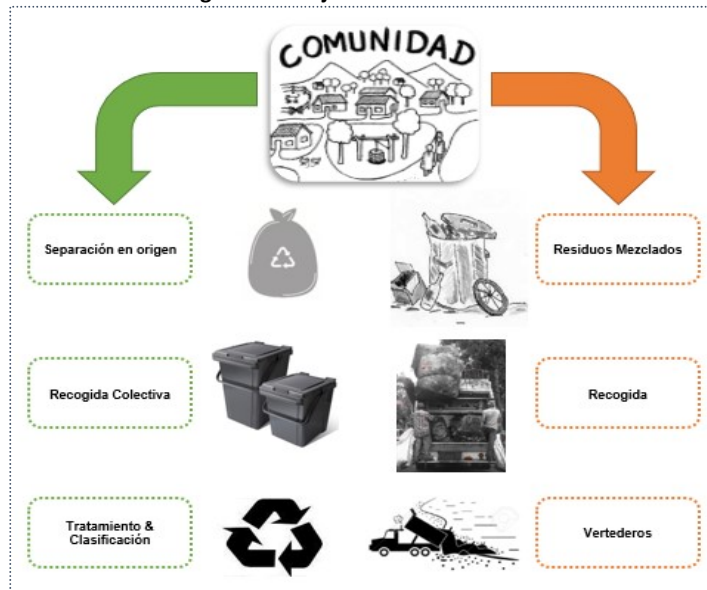 COMUNIDAD
Separación en origen
Residuos Mezclados
Recogida Colectiva
Recogida
Tratamiento &
Clasificación
Vertederos